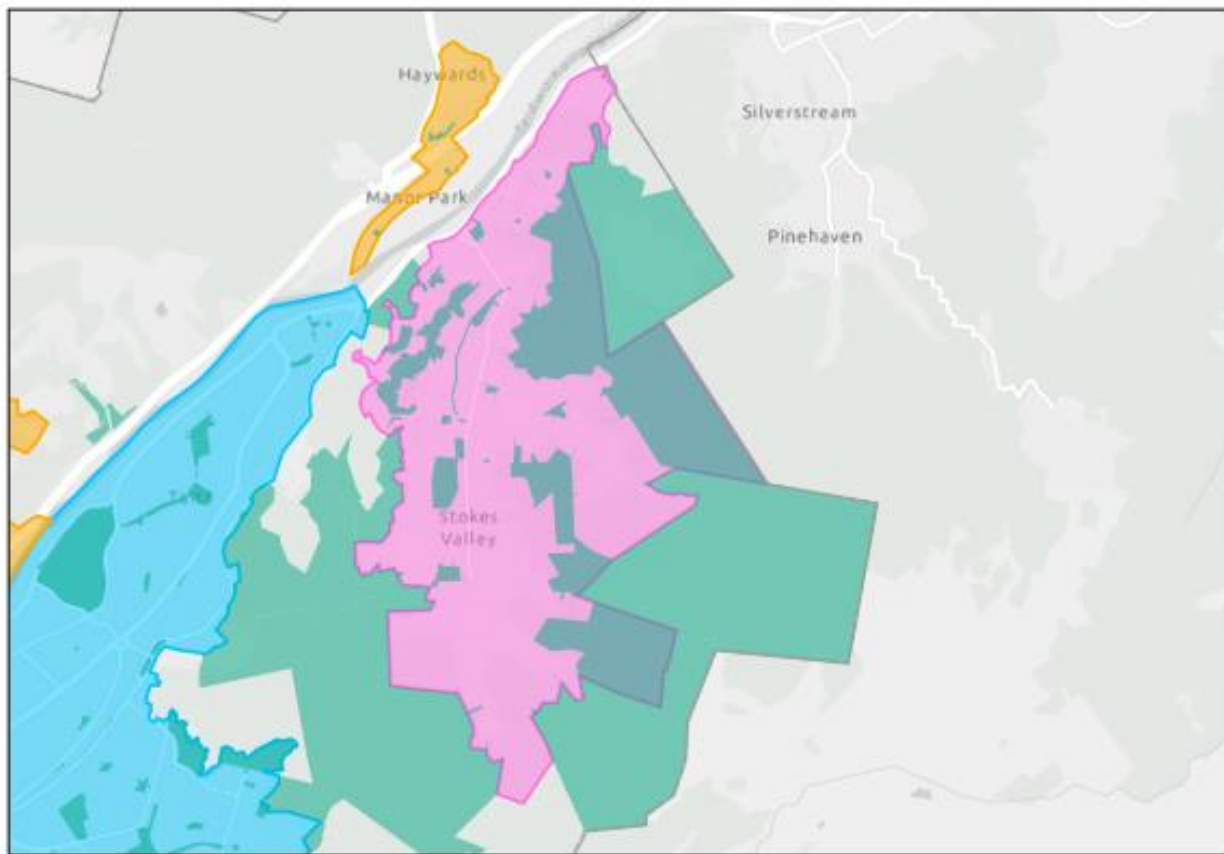 Haywards
Silverstream
Manor Park
Pinehaven
Stokes
Valley